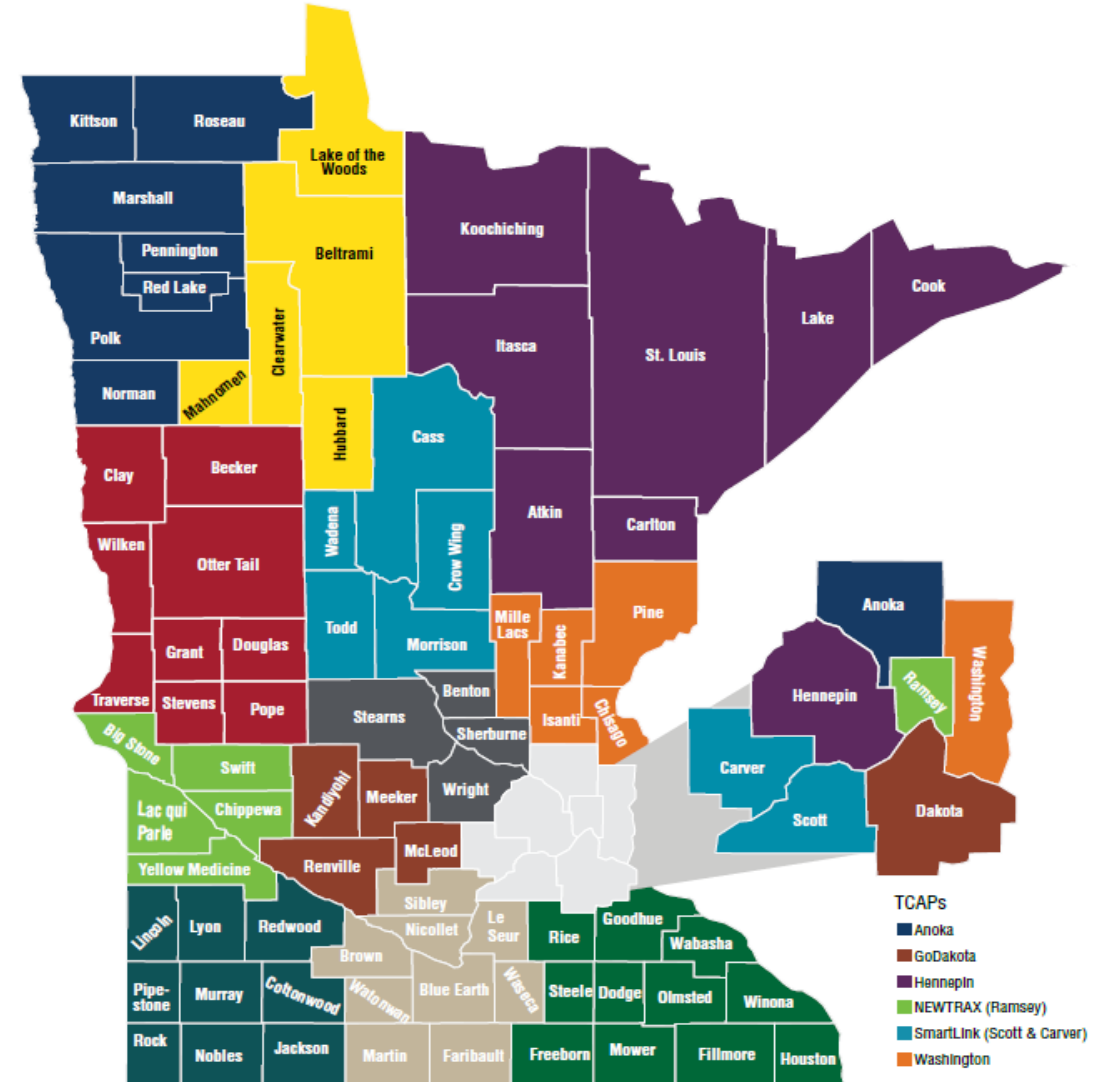 Kittson
Roseau
Lake of the
Woods
Marshall
Koochiching
Pennington
Beltrami
Red Lake
Cook
Lake
Polk
Clearwater
Itasca
St. Louis
Norman
Mahnomen
Hubbard
Cass
Clay
Becker
Atkin
Carlton
Wadena
Crow Wing
Wilken
Otter Tail
Anoka
Mille
Lacs
Pine
Todd
Morrison
Kanabec
Grant
Douglas
Washington
Ramsey
Hennepin
Traverse
Stevens
Pope
Benton
Stearns
Isanti
Chisago
Sherburne
Big Stone
Swift
Carver
Kandiyohi
Meeker
Wright
Lac qui
Parle
Chippewa
Scott
Dakota
McLeod
Yellow Medicine
Renville
Sibley
TCAPs
Lincoln
Lyon
Redwood
Nicollet
Le
Seur
Rice
Goodhue
Wabasha
Anoka
Brown
GoDakota
Hennepin
Pipe-
stone
Murray
Cottonwood
Watonwan
Blue Earth
Waseca
Steele
Dodge
Olmsted
Winona
NEWTRAX (Ramsey)
SmartLink (Scott & Carver)
Rock
Nobles
Jackson
Martin
Faribault
Freeborn
Mower
Fillmore
Houston
Washington